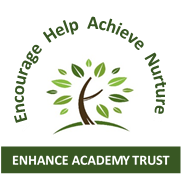 Encourage Help Achieve Nurture
ENHANCE ACADEMY TRUST